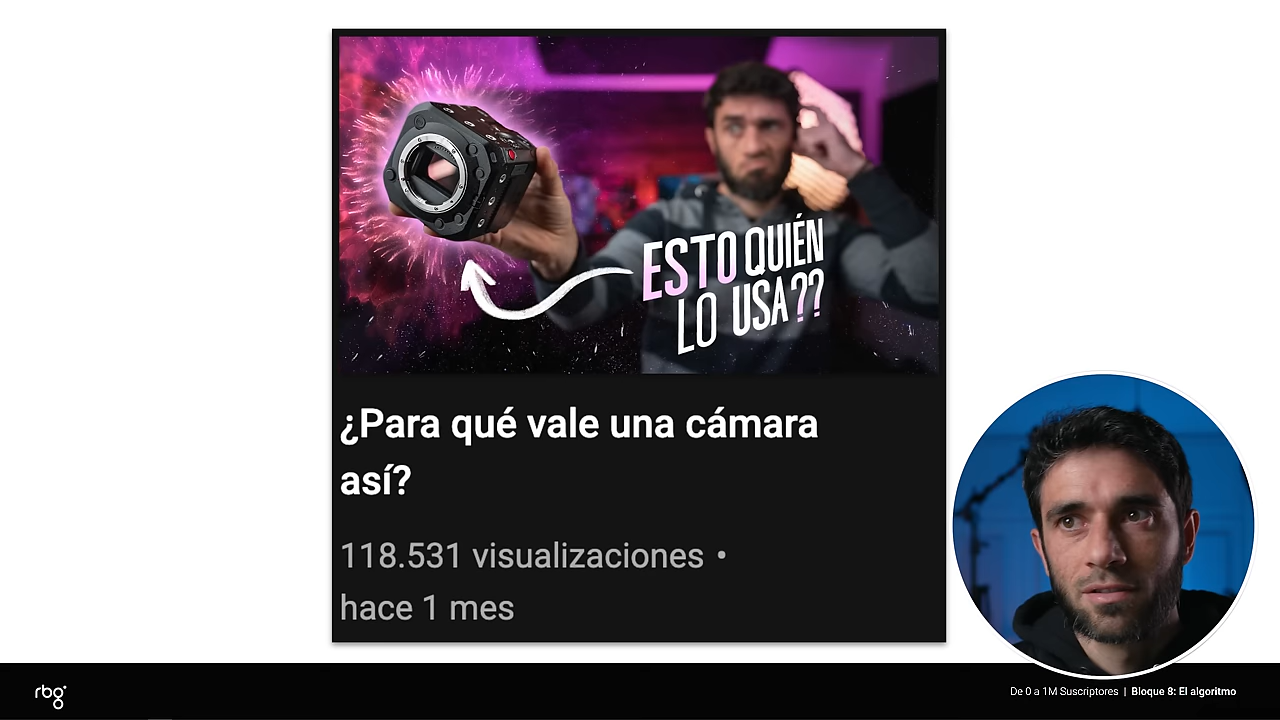 ESTO QUIÉN
LO USA??
¿Para qué vale una cámara
así?
118.531 visualizaciones •
hace 1 mes
rbg
De 0 a 1M Suscriptores | Bloque 8: El algoritmo